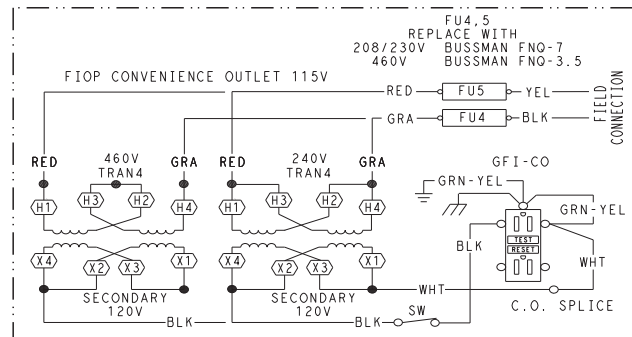 FU4,5
REPLACE WITH
208/230V BUSSMAN FNQ-7
460V BUSSMAN FNQ-3.5
FIOP CONVENIENCE OUTLET 115V
RED FU5 YEL
GRA FU4 BLK
FIELD
CONNECTION
RED 460V GRA RED 240V GRA
TRAN4 TRAN4
GFI-CO
GRN-YEL
H1 H3 H2 H4 H1 H3 H2 H4
GRN-YEL
BLK
TEST
RESET
X4 X2 X3 X1 X4 X2 X3 X1
WHT
WHT
SECONDARY SECONDARY
120V 120V
C.O. SPLICE
SW
BLK BLK